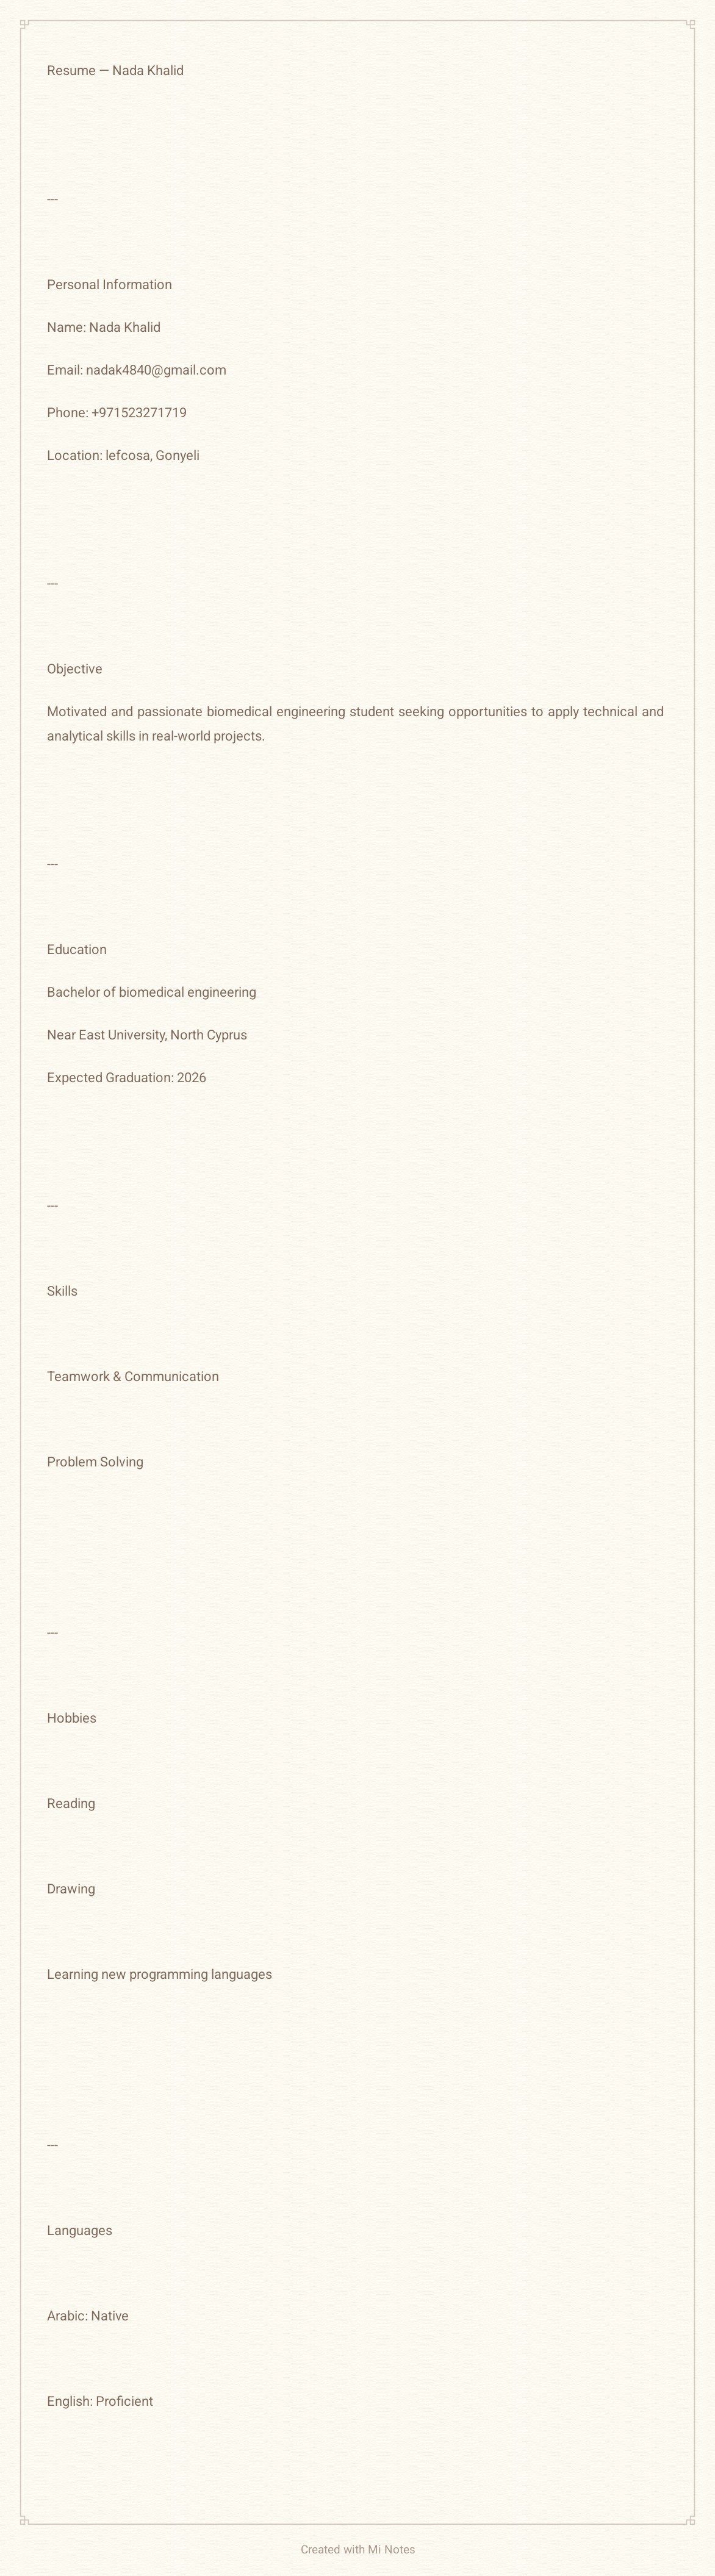 Resume — Nada Khalid
---
Personal Information
Name: Nada Khalid
Email: nadak4840@gmail.com
Phone: +971523271719
Location: lefcosa, Gonyeli
---
Objective
Motivated and passionate biomedical engineering student seeking opportunities to apply technical and
analytical skills in real-world projects.
---
Education
Bachelor of biomedical engineering
Near East University, North Cyprus
Expected Graduation: 2026
---
Skills
Teamwork & Communication
Problem Solving
---
Hobbies
Reading
Drawing
Learning new programming languages
---
Languages
Arabic: Native
English: Proficient
Created with Mi Notes